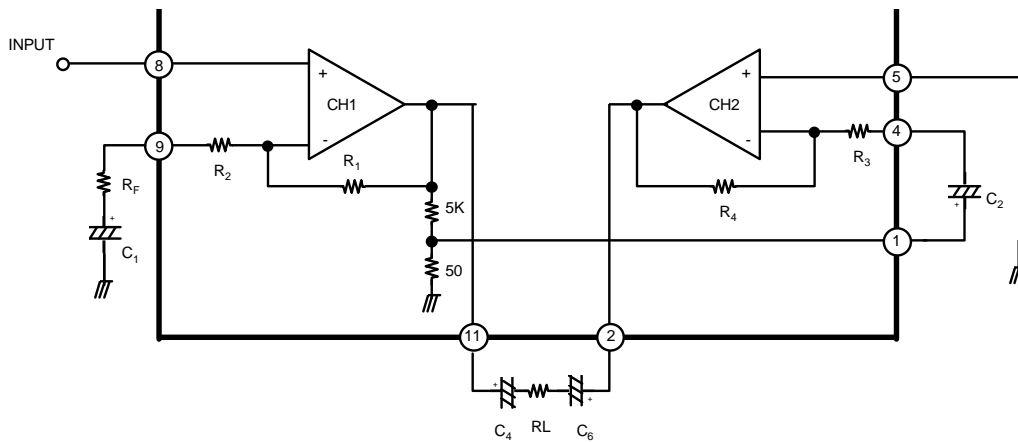 INPUT
8
+
CH1
-
9
R2
R1
RF
+
C1
5K
50
+
CH2
-
5
4
R3
R4
C2
+
1
11
2
+
C4
RL
C6
+